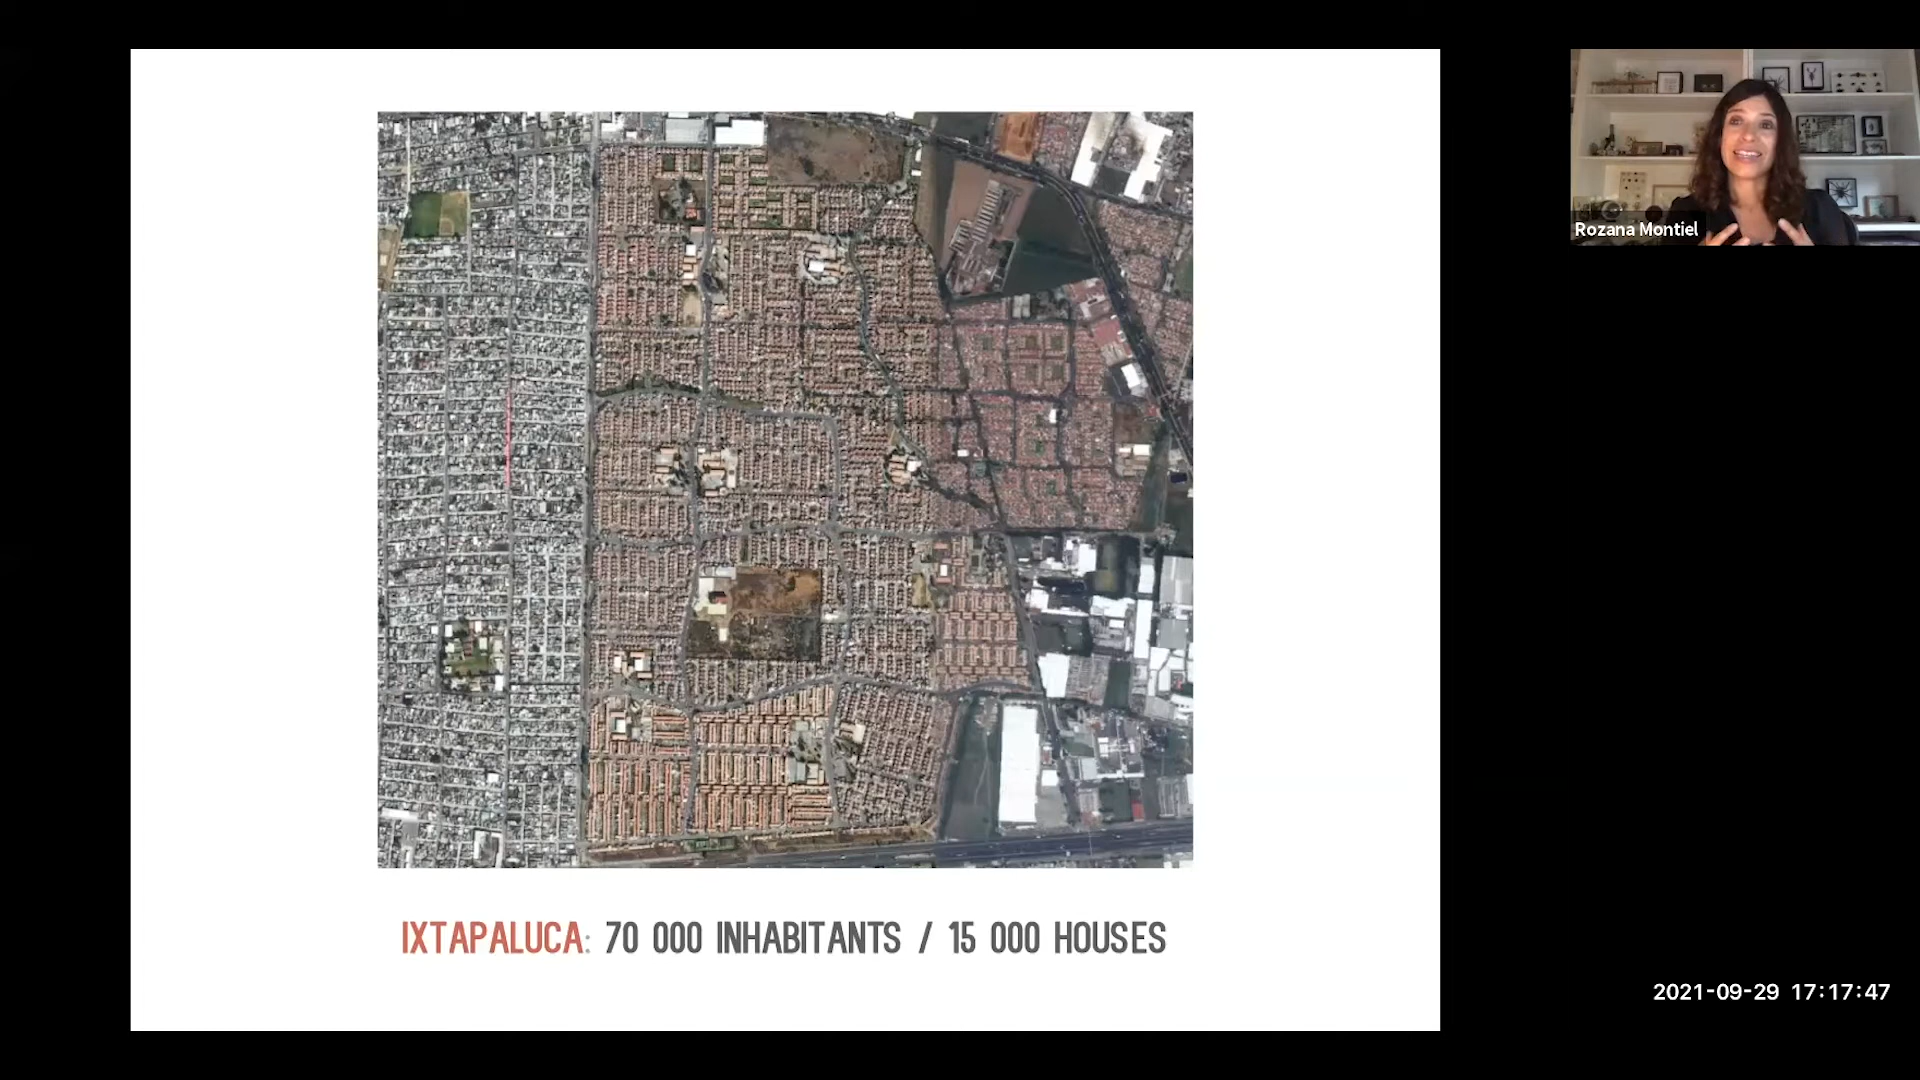 Rozana Montiel
IXTAPALUCA: 70 000 INHABITANTS / 15 000 HOUSES
2021-09-29 17:17:47